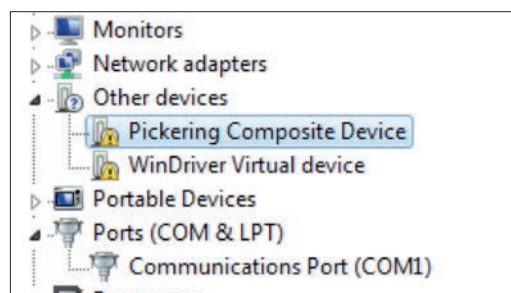 Monitors
Network adapters
Other devices
Pickering Composite Device
WinDriver Virtual device
Portable Devices
Ports (COM & LPT)
Communications Port (COM1)